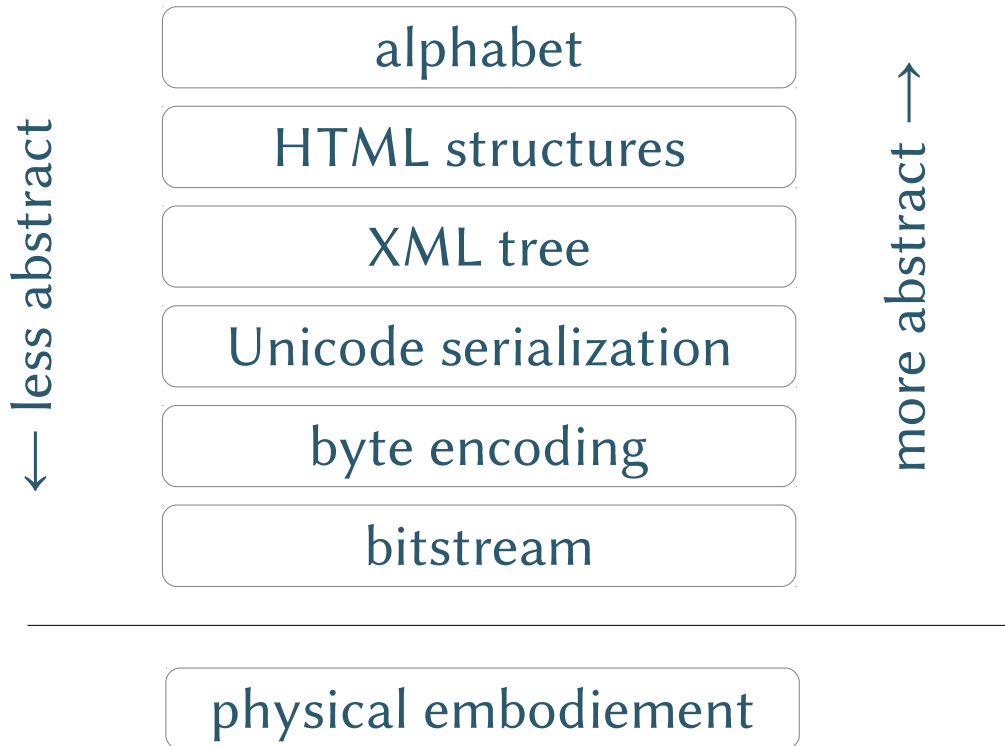 alphabet
HTML structures
XML tree
Unicode serialization
byte encoding
bitstream
physical embodiement
← less abstract
more abstract →